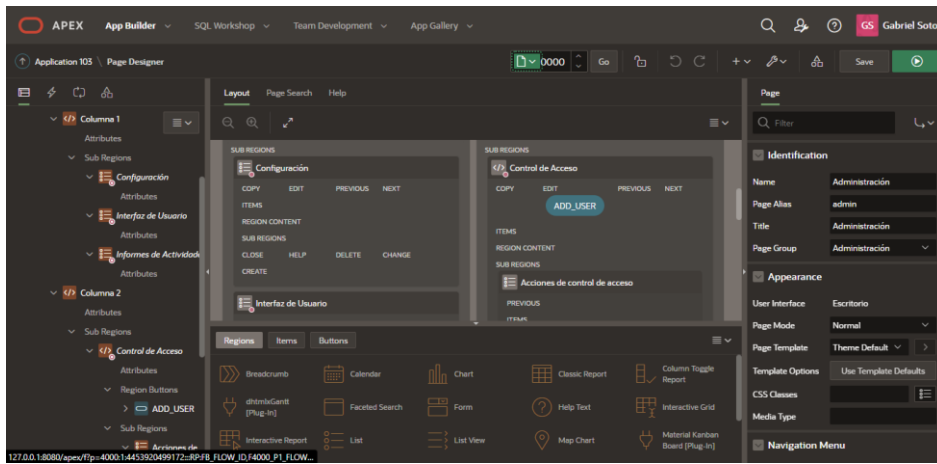 APEX App Builder SQL Workshop Team Development App Gallery GS Gabriel Soto
Application 103 \ Page Designer 0000 Go Save
Columna 1
Attributes
Sub Regions
Configuración
Attributes
Interfaz de Usuario
Attributes
Informes de Actividad
Attributes
Columna 2
Attributes
Sub Regions
Control de Acceso
Attributes
Region Buttons
ADD_USER
Sub Regions
Acciones de
127.0.0.1:8080/apex/f?p=4000:1:4453920499172:::RP:FB_FLOW_ID,F4000_P1_FLOW...
Layout Page Search Help
SUB REGIONS
Configuración
COPY EDIT PREVIOUS NEXT
ITEMS
REGION CONTENT
SUB REGIONS
CLOSE HELP DELETE CHANGE
CREATE
Interfaz de Usuario
SUB REGIONS
Control de Acceso
COPY EDIT PREVIOUS NEXT
ADD_USER
ITEMS
REGION CONTENT
SUB REGIONS
Acciones de control de acceso
PREVIOUS
ITEMS
Regions Items Buttons
Breadcrumb Calendar Chart Classic Report Column Toggle
Report
dhtmlxGantt
[Plug-In] Faceted Search Form Help Text Interactive Grid
Interactive Report List List View Map Chart Material Kanban
Board [Plug-In]
Page
Filter
Identification
Name Administración
Page Alias admin
Title Administración
Page Group Administración
Appearance
User Interface Escritorio
Page Mode Normal
Page Template Theme Default
Template Options Use Template Defaults
CSS Classes
Media Type
Navigation Menu